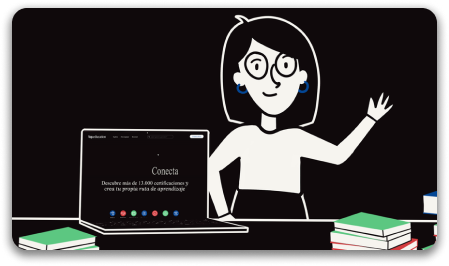 Conecta
Descubre más de 13.000 certificaciones y
crea tu propia ruta de aprendizaje